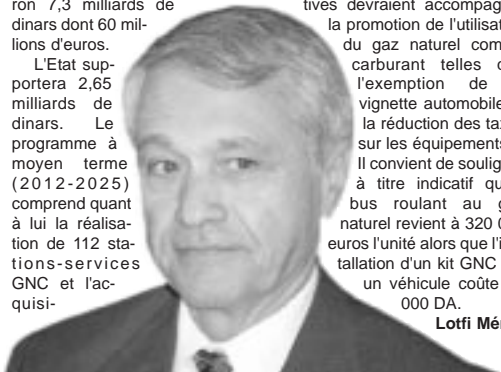 ron 7,3 milliards de
dinars dont 60 mil-
lions d'euros.
L'Etat sup-
portera 2,65
milliards de
dinars. Le
programme à
moyen terme
(2012-2025)
comprend quant
à lui la réalisa-
tion de 112 sta-
tions-services
GNC et l'ac-
quisi-
tives devraient accompag
la promotion de l'utilisat
du gaz naturel com
carburant telles
l'exemption de
vignette automobile
la réduction des ta
sur les équipements
Il convient de soulig
à titre indicatif qu
bus roulant au
naturel revient à 320 0
euros l'unité alors que l'i
tallation d'un kit GNC
un véhicule coûte
000 DA.
Lotfi Mé